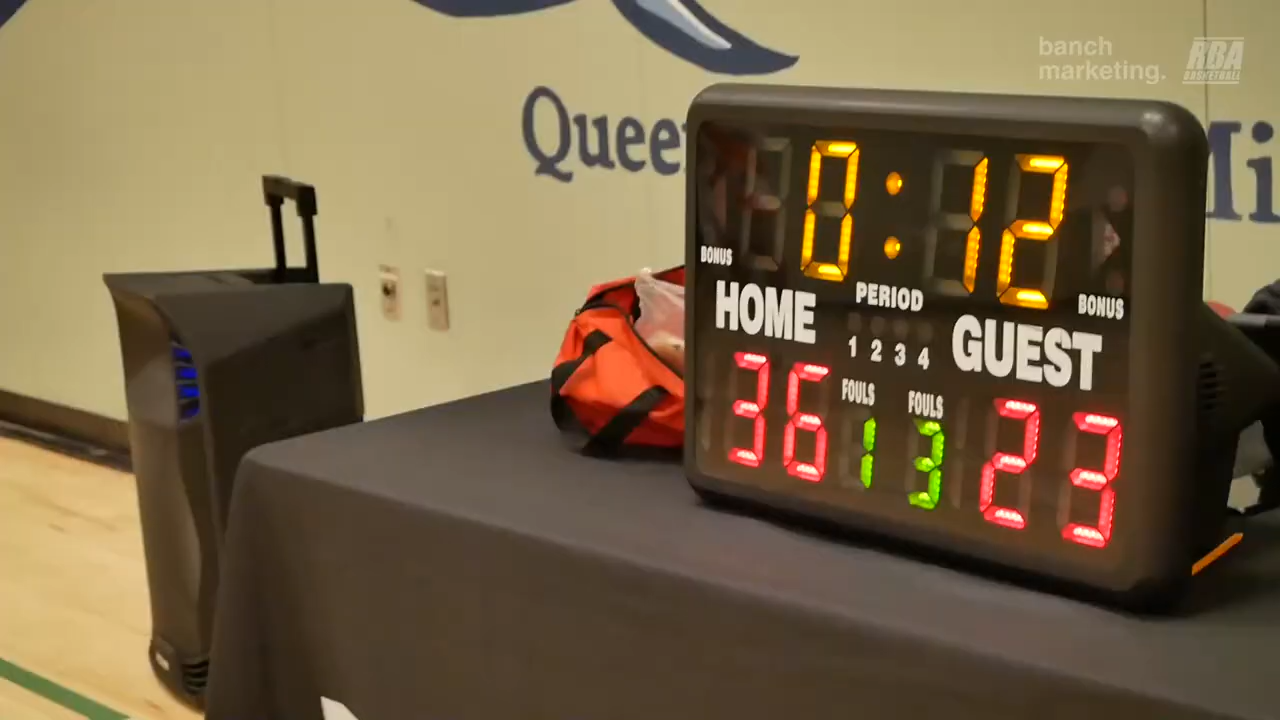 banch
marketing.
RBA
BASKETBALL
0:12
BONUS
BONUS
HOME
PERIOD
GUEST
1 2 3 4
FOULS
FOULS
36
1
3
23